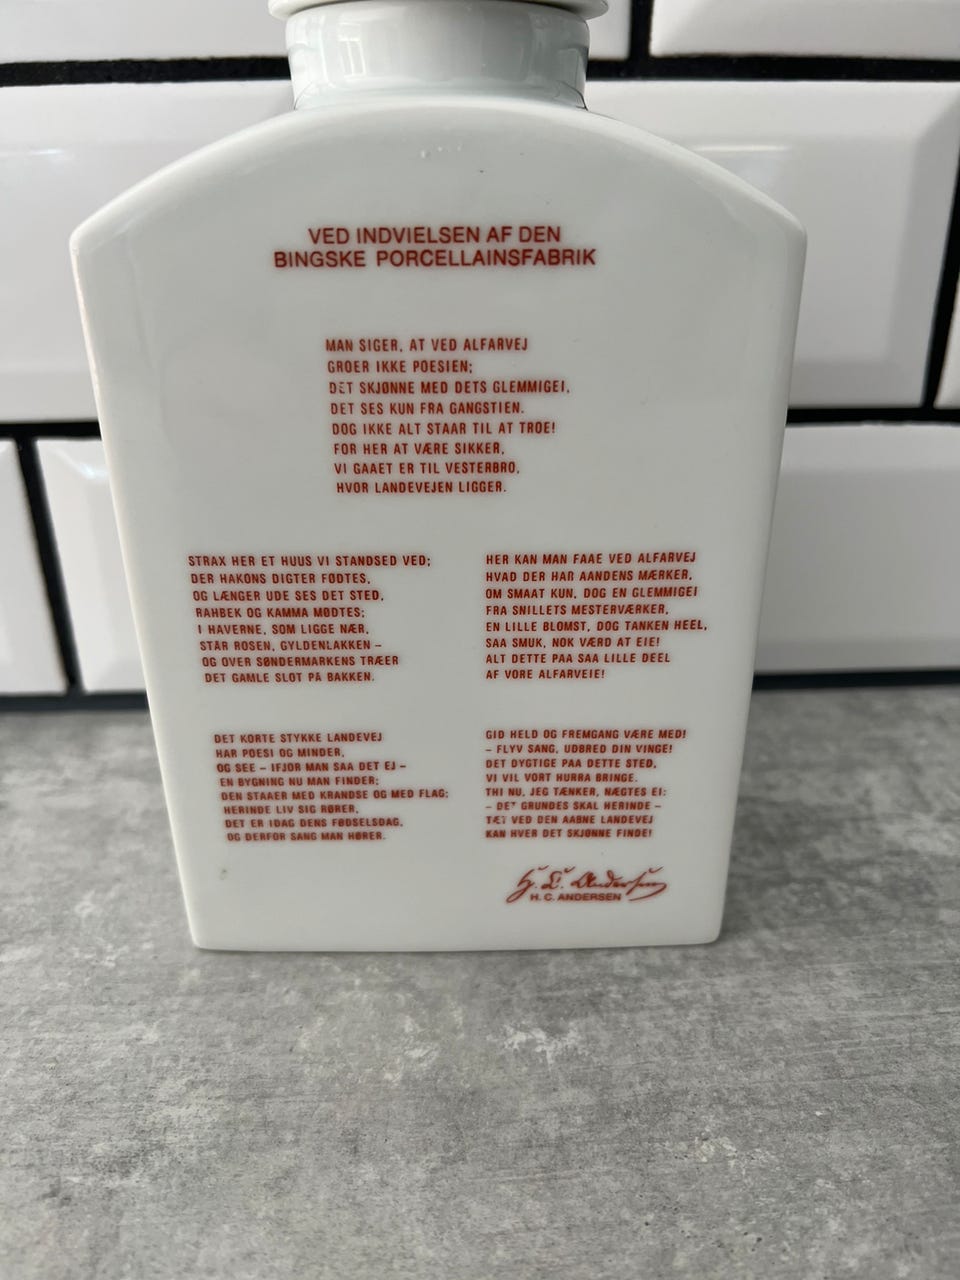 VED INDVIELSEN AF DEN
BINGSKE PORCELLAINSFABRIK
MAN SIGER, AT VED ALFARVEJ
GROER IKKE POESIEN;
DET SKJØNNE MED DETS GLEMMIGEI,
DET SES KUN FRA GANGSTIEN.
DOG IKKE ALT STAAR TIL AT TROE!
FOR HER AT VÆRE SIKKER,
VI GAAET ER TIL VESTERBRO,
HVOR LANDEVEJEN LIGGER.
STRAX HER ET HUUS VI STANDSED VED;
DER HAKONS DIGTER FØDTES,
OG LÆNGER UDE SES DET STED,
RAHBEK OG KAMMA MØDTES;
I HAVERNE, SOM LIGGE NÆR,
STÅR ROSEN, GYLDENLAKKEN –
OG OVER SØNDERMARKENS TRÆER
DET GAMLE SLOT PÅ BAKKEN.
DET KORTE STYKKE LANDEVEJ
HAR POESI OG MINDER,
OG SEE – IFJOR MAN SAA DET EJ –
EN BYGNING NU MAN FINDER;
DEN STAAER MED KRANDSE OG MED FLAG;
HERINDE LIV SIG RØRER,
DET ER IDAG DENS FØDSELSDAG,
OG DERFOR SANG MAN HØRER.
HER KAN MAN FAAE VED ALFARVEJ
HVAD DER HAR AANDENS MÆRKER,
OM SMAAT KUN, DOG EN GLEMMIGEI
FRA SNILLETS MESTERVÆRKER,
EN LILLE BLOMST, DOG TANKEN HEEL,
SAA SMUK, NOK VÆRD AT EIE!
ALT DETTE PAA SAA LILLE DEEL
AF VORE ALFARVEIE!
GID HELD OG FREMGANG VÆRE MED!
– FLYV SANG, UDBRED DIN VINGE!
DET DYGTIGE PAA DETTE STED,
VI VIL VORT HURRA BRINGE.
THI NU, JEG TÆNKER, NÆGTES EI:
– DET GRUNDES SKAL HERINDE –
TÆT VED DEN AABNE LANDEVEJ
KAN HVER DET SKJØNNE FINDE!
H. C. Andersen
H. C. ANDERSEN